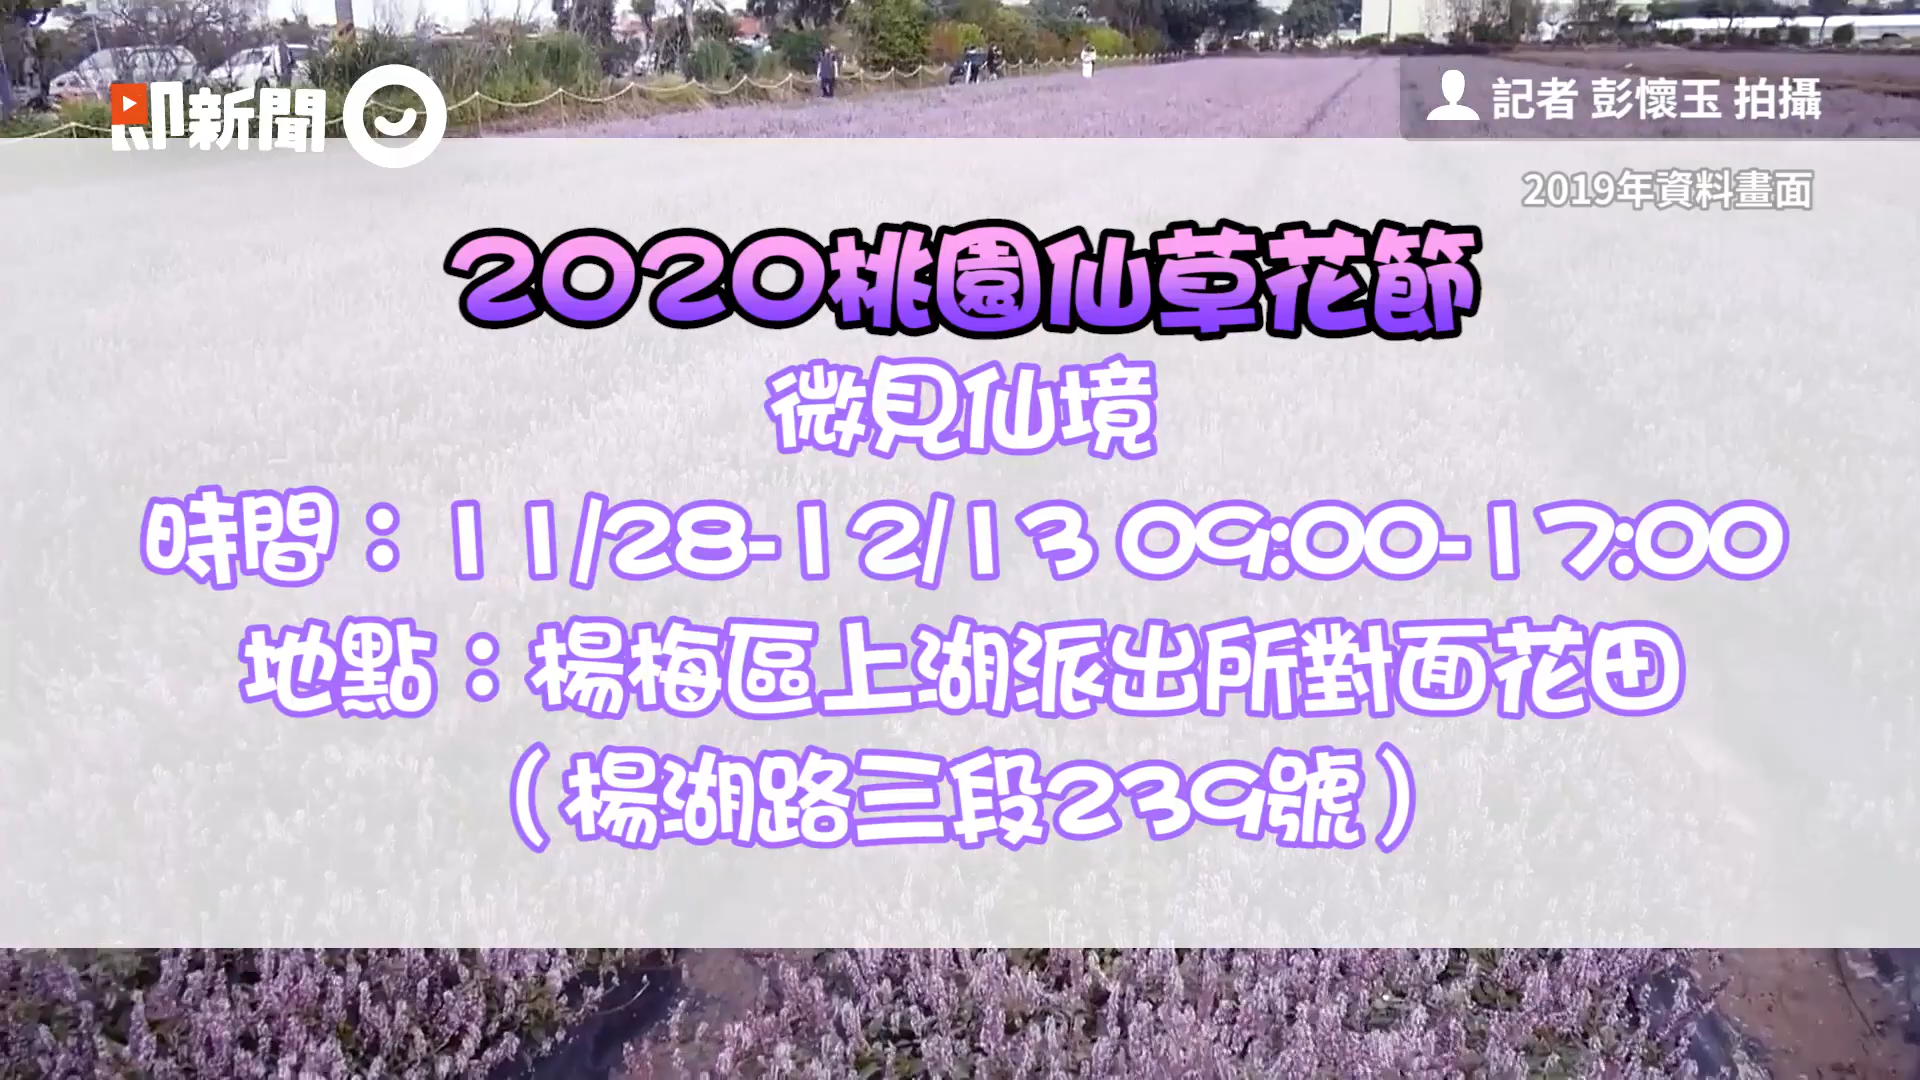 即新聞
記者 彭懷玉 拍攝
2019年資料畫面
2020桃園仙草花節
微見仙境
時間：11/28-12/13 09:00-17:00
地點：楊梅區上湖派出所對面花田
（楊湖路三段239號）